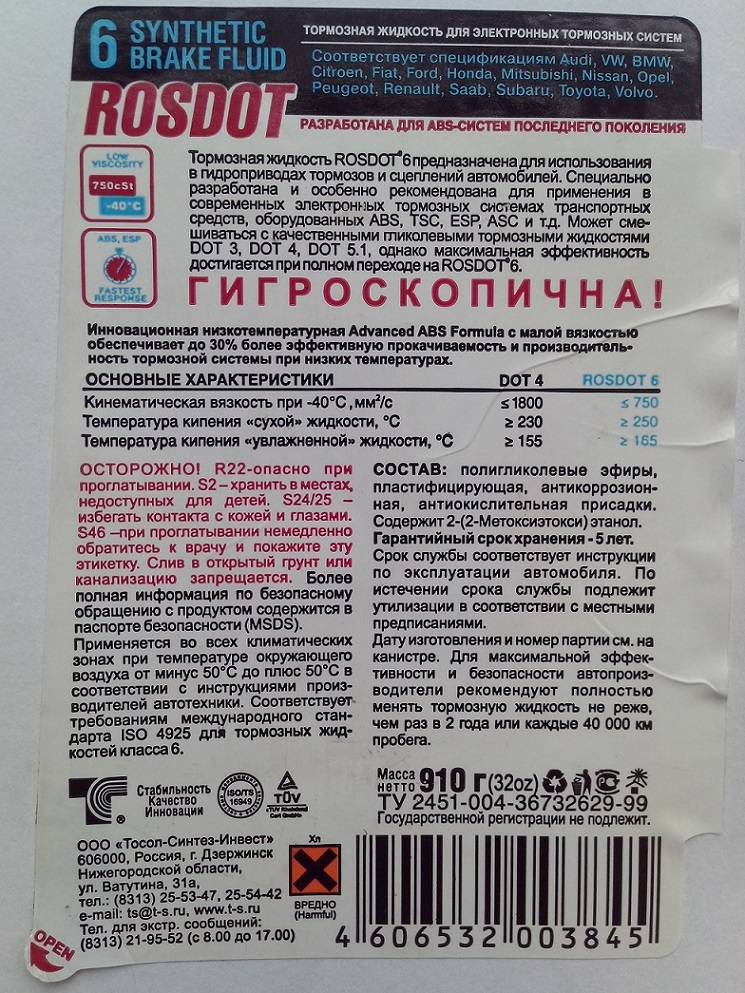 6 SYNTHETIC
BRAKE FLUID
ROSDOT
ТОРМОЗНАЯ ЖИДКОСТЬ ДЛЯ ЭЛЕКТРОННЫХ ТОРМОЗНЫХ СИСТЕМ
Соответствует спецификациям Audi, VW, BMW,
Citroen, Fiat, Ford, Honda, Mitsubishi, Nissan, Opel,
Peugeot, Renault, Saab, Subaru, Toyota, Volvo.
РАЗРАБОТАНА ДЛЯ ABS-СИСТЕМ ПОСЛЕДНЕГО ПОКОЛЕНИЯ
LOW
VISCOSITY
750cSt
-40°C
ABS, ESP
FASTEST
RESPONSE
Тормозная жидкость ROSDOT®6 предназначена для использования
в гидроприводах тормозов и сцеплений автомобилей. Специально
разработана и особенно рекомендована для применения в
современных электронных тормозных системах транспортных
средств, оборудованных ABS, TSC, ESP, ASC и т.д. Может сме-
шиваться с качественными гликолевыми тормозными жидкостями
DOT 3, DOT 4, DOT 5.1, однако максимальная эффективность
достигается при полном переходе на ROSDOT®6.
ГИГРОСКОПИЧНА!
Инновационная низкотемпературная Advanced ABS Formula с малой вязкостью
обеспечивает до 30% более эффективную прокачиваемость и производитель-
ность тормозной системы при низких температурах.
ОСНОВНЫЕ ХАРАКТЕРИСТИКИ DOT 4 ROSDOT 6
Кинематическая вязкость при -40°С, мм²/с ≤1800 ≤ 750
Температура кипения «сухой» жидкости, °С ≥ 230 ≥ 250
Температура кипения «увлажненной» жидкости, °С ≥ 155 ≥ 165
ОСТОРОЖНО! R22-опасно при
проглатывании. S2 – хранить в местах,
недоступных для детей. S24/25 –
избегать контакта с кожей и глазами.
S46 –при проглатывании немедленно
обратитесь к врачу и покажите эту
этикетку. Слив в открытый грунт или
канализацию запрещается. Более
полная информация по безопасному
обращению с продуктом содержится в
паспорте безопасности (MSDS).
Применяется во всех климатических
зонах при температуре окружающего
воздуха от минус 50°С до плюс 50°С в
соответствии с инструкциями произ-
водителей автотехники. Соответствует
требованиям международного стан-
дарта ISO 4925 для тормозных жид-
костей класса 6.
СОСТАВ: полигликолевые эфиры,
пластифицирующая, антикоррозион-
ная, антиокислительная присадки.
Содержит 2-(2-Метоксиэтокси) этанол.
Гарантийный срок хранения - 5 лет.
Срок службы соответствует инструкции
по эксплуатации автомобиля. По
истечении срока службы подлежит
утилизации в соответствии с местными
предписаниями.
Дату изготовления и номер партии см. на
канистре. Для максимальной эффек-
тивности и безопасности автопроиз-
водители рекомендуют полностью
менять тормозную жидкость не реже,
чем раз в 2 года или каждые 40 000 км
пробега.
Стабильность
Качество
Инновации
ISO/TS
16949
TÜV
TUV Rheinland
Cert GmbH
Масса
нетто 910 г (32oz)
ТУ 2451-004-36732629-99
Государственной регистрации не подлежит.
ООО «Тосол-Синтез-Инвест»
606000, Россия, г. Дзержинск
Нижегородской области,
ул. Ватутина, 31а,
тел.: (8313) 25-53-47, 25-54-42
e-mail: ts@t-s.ru, www.t-s.ru
Тел. для экстр. сообщений:
(8313) 21-95-52 (с 8.00 до 17.00)
Хn
ВРЕДНО
(Harmful)
4 606532 003845
OPEN